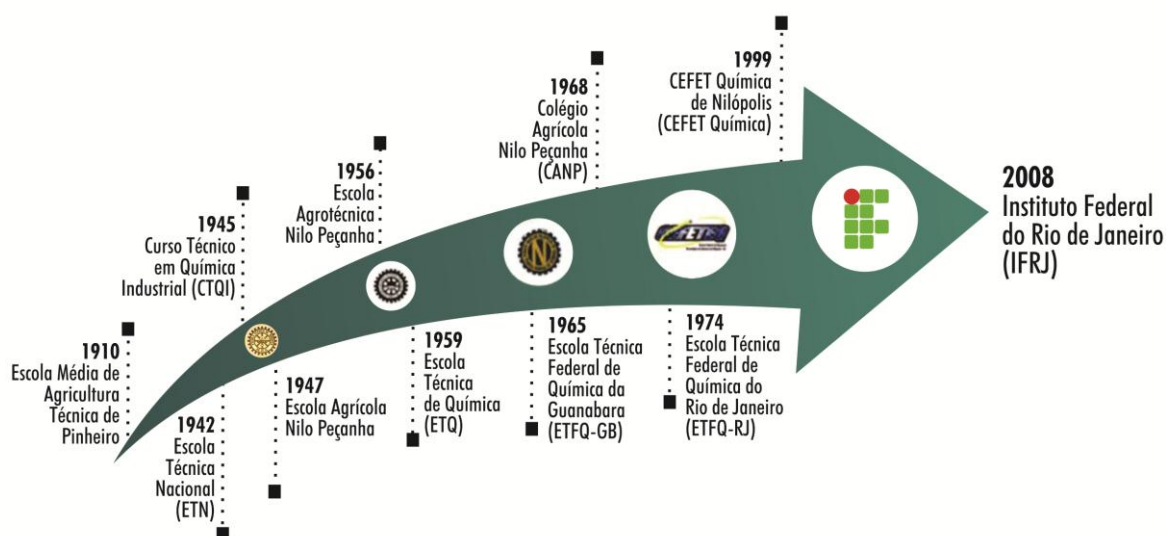 1910
Escola Média de
Agricultura
Técnica de
Pinheiro
1942
Escola
Técnica
Nacional
(ETN)
1945
Curso Técnico
em Química
Industrial (CTQI)
1947
Escola Agrícola
Nilo Peçanha
1956
Escola
Agrotécnica
Nilo Peçanha
1959
Escola
Técnica
de Química
(ETQ)
1965
Escola Técnica
Federal de
Química da
Guanabara
(ETFQ-GB)
1968
Colégio
Agrícola
Nilo Peçanha
(CANP)
1974
Escola Técnica
Federal de
Química do
Rio de Janeiro
(ETFQ-RJ)
1999
CEFET Química
de Nilópolis
(CEFET Química)
2008
Instituto Federal
do Rio de Janeiro
(IFRJ)